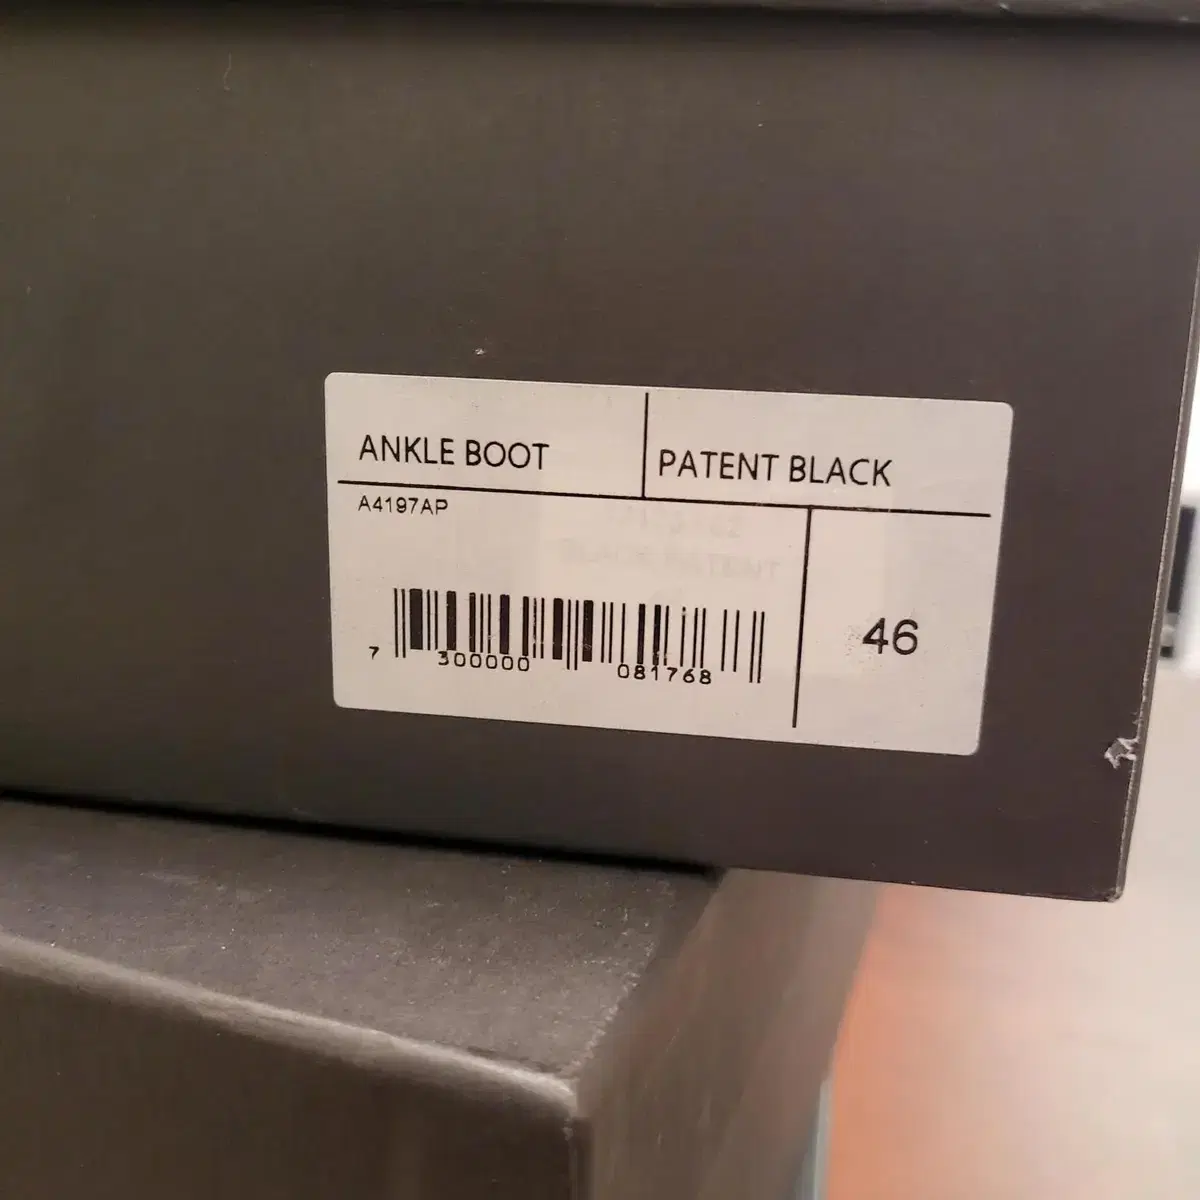 ANKLE BOOT
PATENT BLACK
A4197AP
46
7 300000 081768